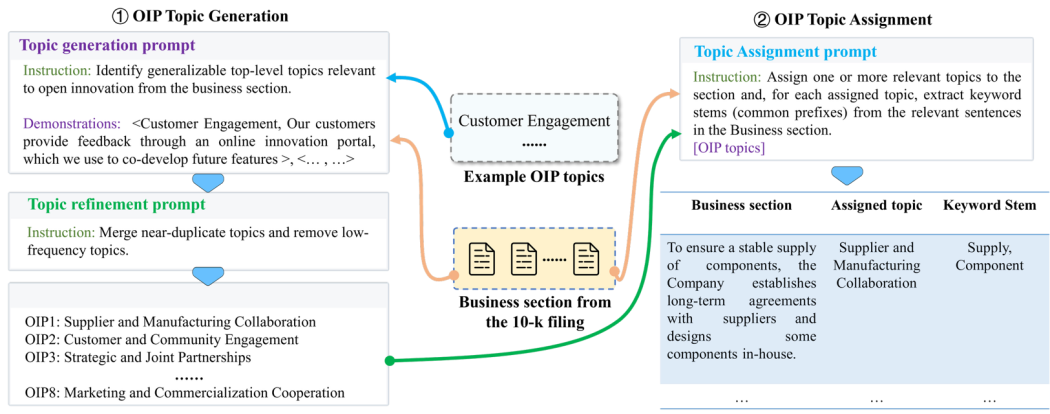 ① OIP Topic Generation
Topic generation prompt
Instruction: Identify generalizable top-level topics relevant
to open innovation from the business section.
Demonstrations: <Customer Engagement, Our customers
provide feedback through an online innovation portal,
which we use to co-develop future features >, <… , …>
Topic refinement prompt
Instruction: Merge near-duplicate topics and remove low-
frequency topics.
OIP1: Supplier and Manufacturing Collaboration
OIP2: Customer and Community Engagement
OIP3: Strategic and Joint Partnerships
……
OIP8: Marketing and Commercialization Cooperation
Customer Engagement
……
Example OIP topics
……
Business section from
the 10-k filing
② OIP Topic Assignment
Topic Assignment prompt
Instruction: Assign one or more relevant topics to the
section and, for each assigned topic, extract keyword
stems (common prefixes) from the relevant sentences
in the Business section.
[OIP topics]
Business section Assigned topic Keyword Stem
To ensure a stable supply Supplier and Supply,
of components, the Manufacturing Component
Company establishes Collaboration
long-term agreements
with suppliers and
designs some
components in-house.
… … …